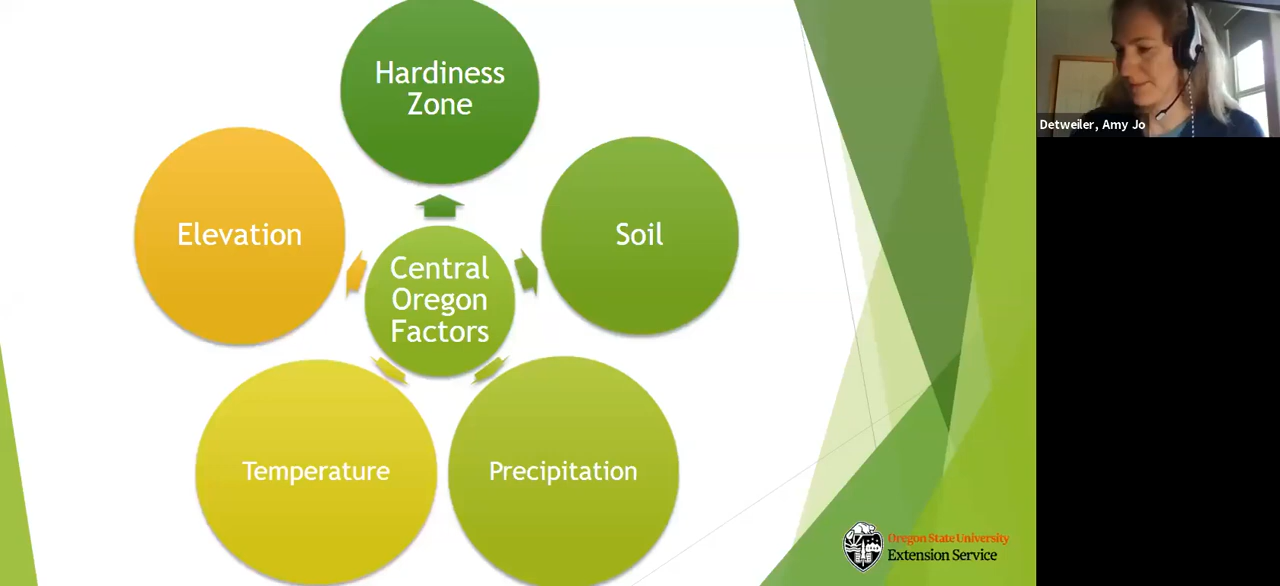 Hardiness
Zone
Elevation
Soil
Central
Oregon
Factors
Temperature
Precipitation
Oregon State University
Extension Service
Detweiler, Amy Jo